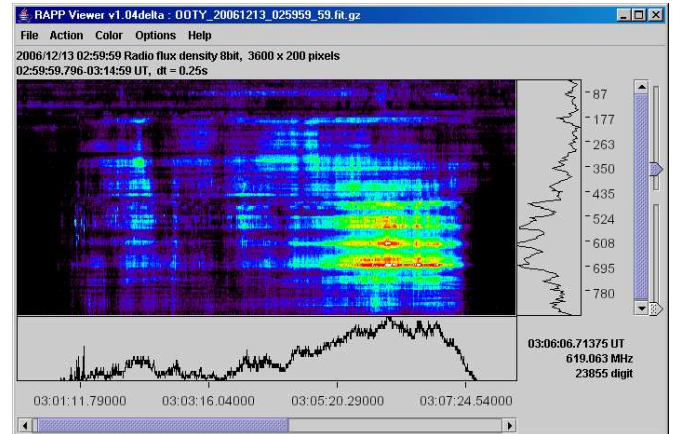 RAPP Viewer v1.04delta : OOTY_20061213_025959_59.fit.gz
File Action Color Options Help
2006/12/13 02:59:59 Radio flux density 8bit, 3600 x 200 pixels
02:59:59.796-03:14:59 UT, dt = 0.25s
87
177
263
350
435
524
608
695
780
03:06:06.71375 UT
619.063 MHz
23855 digit
03:01:11.79000 03:03:16.04000 03:05:20.29000 03:07:24.54000